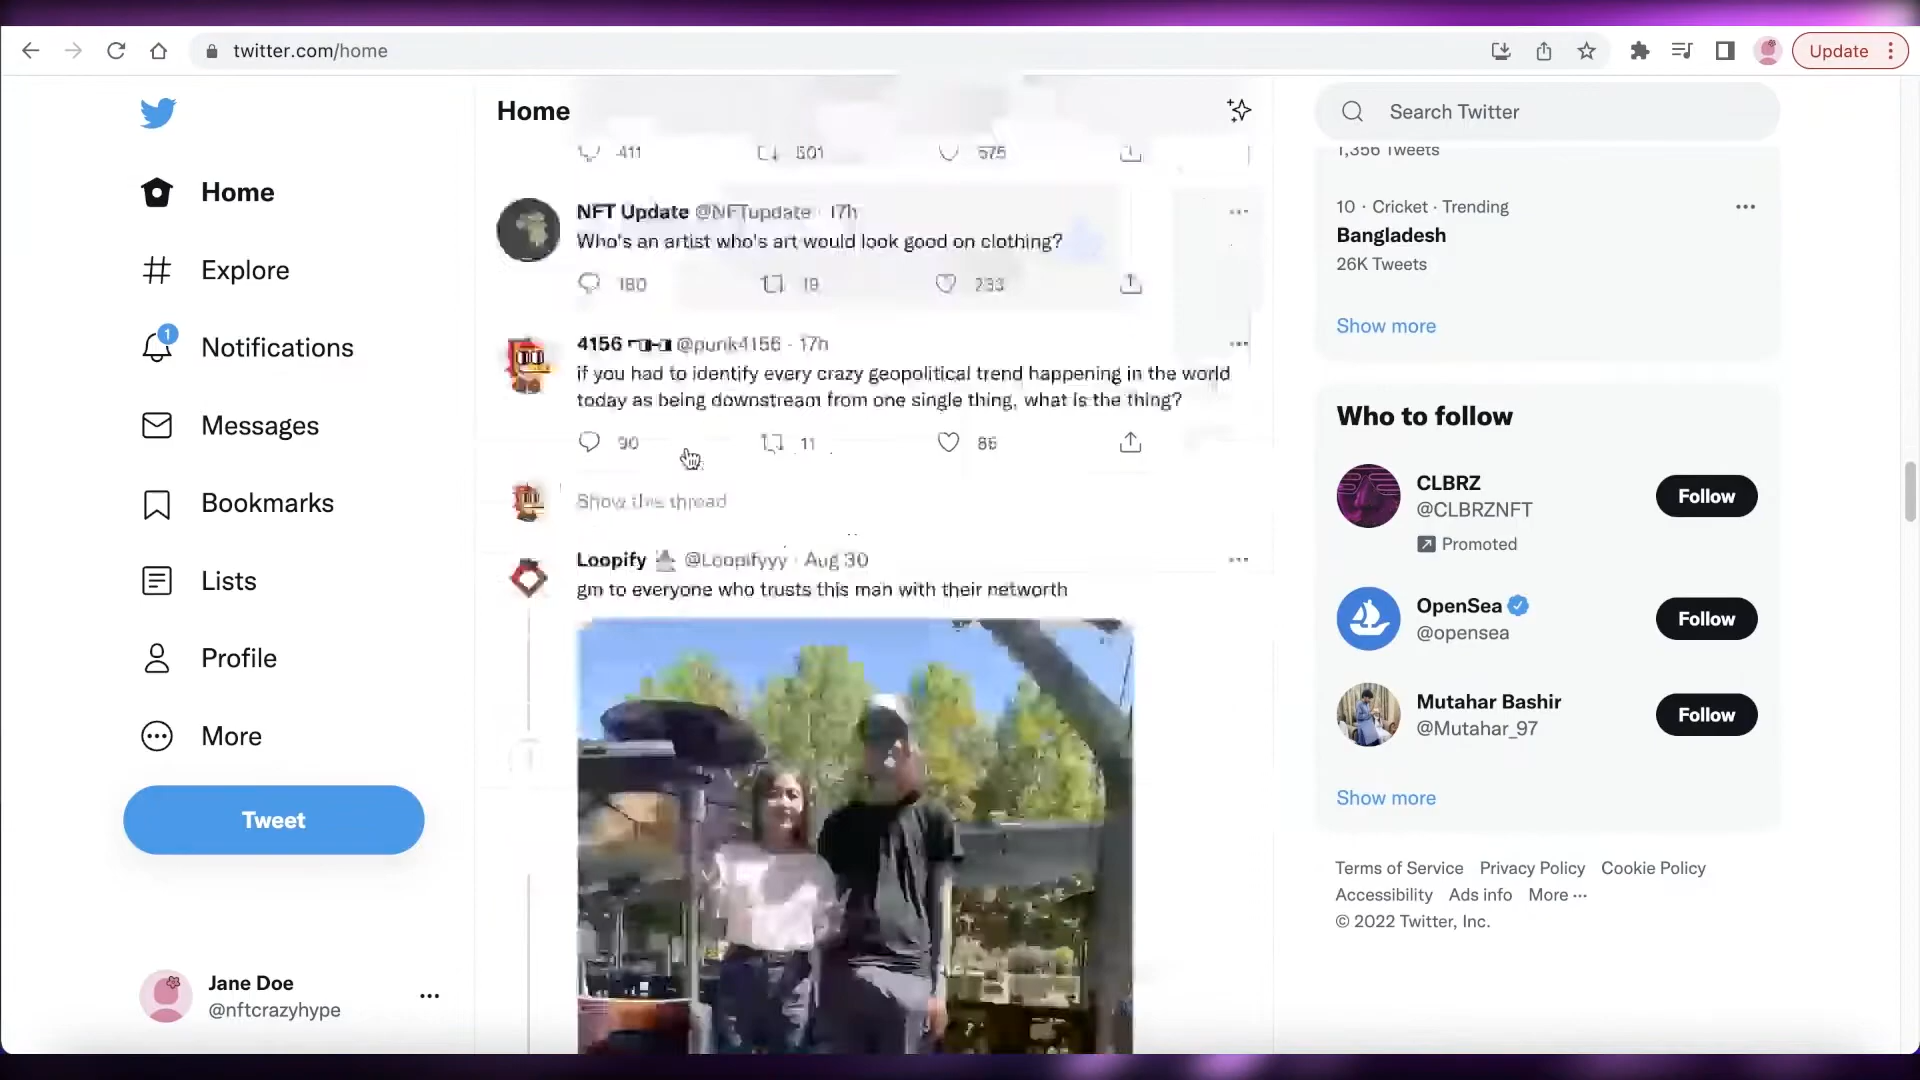 twitter.com/home
Update
Home
Explore
1
Notifications
Messages
Bookmarks
Lists
Profile
More
Tweet
Jane Doe
@nftcrazyhype
Home
411 501 575
NFT Update @NFTupdate · 17h
Who's an artist who's art would look good on clothing?
180 19 233
4156 @punk4156 · 17h
if you had to identify every crazy geopolitical trend happening in the world
today as being downstream from one single thing, what is the thing?
90 11 86
Show this thread
Loopify @Loopifyyy · Aug 30
gm to everyone who trusts this man with their networth
Search Twitter
1,356 Tweets
10 · Cricket · Trending
Bangladesh
26K Tweets
Show more
Who to follow
CLBRZ
@CLBRZNFT
Promoted
Follow
OpenSea
@opensea
Follow
Mutahar Bashir
@Mutahar_97
Follow
Show more
Terms of Service Privacy Policy Cookie Policy
Accessibility Ads info More ···
© 2022 Twitter, Inc.